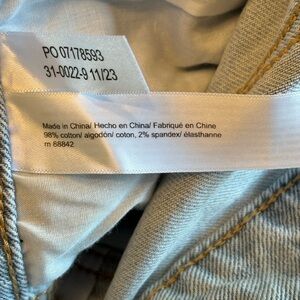 PO 07178593
31-0022-9 11/23
Made in China/ Hecho en China/ Fabriqué en Chine
98% cotton/ algodón/ coton, 2% spandex/ élasthanne
rn 88842